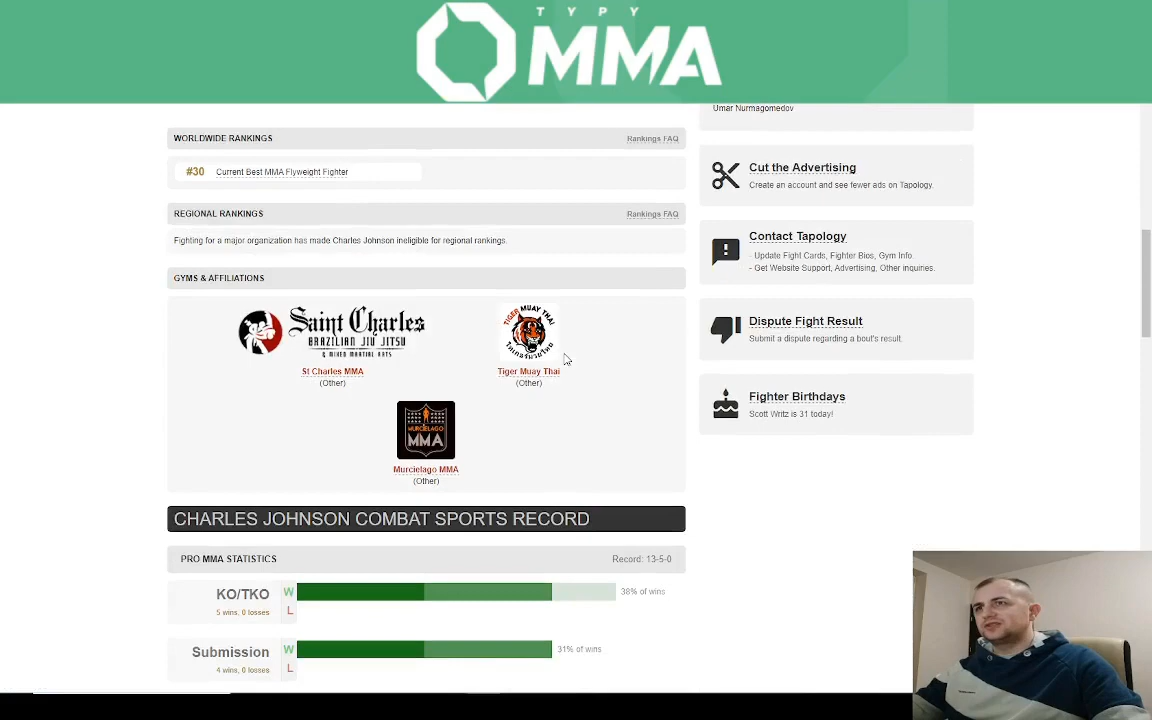 TYPY
MMA
Umar Nurmagomedov
WORLDWIDE RANKINGS
Rankings FAQ
#30
Current Best MMA Flyweight Fighter
REGIONAL RANKINGS
Rankings FAQ
Fighting for a major organization has made Charles Johnson ineligible for regional rankings.
GYMS & AFFILIATIONS
Saint Charles
BRAZILIAN JIU JITSU
& MIXED MARTIAL ARTS
St Charles MMA
(Other)
TIGER MUAY THAI
Tiger Muay Thai
(Other)
MURCIELAGO
MMA
Murcielago MMA
(Other)
CHARLES JOHNSON COMBAT SPORTS RECORD
PRO MMA STATISTICS
Record: 13-5-0
KO/TKO
5 wins, 0 losses
W
L
38% of wins
Submission
4 wins, 0 losses
W
L
31% of wins
Cut the Advertising
Create an account and see fewer ads on Tapology.
Contact Tapology
- Update Fight Cards, Fighter Bios, Gym Info.
- Get Website Support, Advertising, Other inquiries.
Dispute Fight Result
Submit a dispute regarding a bout's result.
Fighter Birthdays
Scott Writz is 31 today!